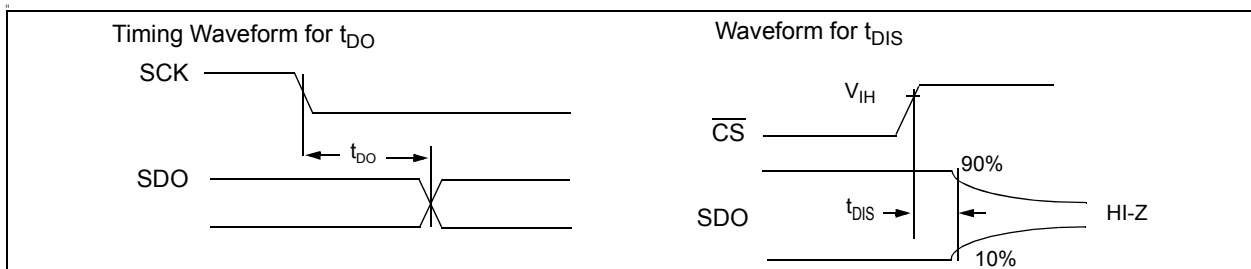 Timing Waveform for tDO
SCK
tDO
SDO
Waveform for tDIS
VIH
CS
90%
tDIS
SDO
HI-Z
10%